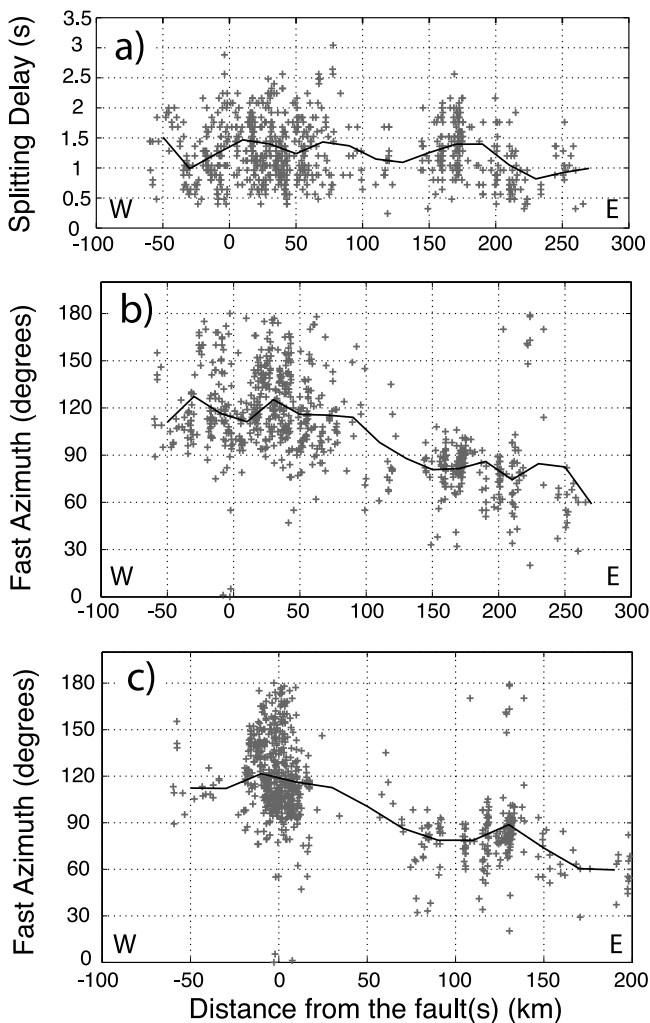 a)
Splitting Delay (s)
3.5
3
2.5
2
1.5
1
0.5
0
W
E
-100 -50 0 50 100 150 200 250 300
b)
Fast Azimuth (degrees)
180
150
120
90
60
30
0
W
E
-100 -50 0 50 100 150 200 250 300
c)
Fast Azimuth (degrees)
180
150
120
90
60
30
0
W
E
-100 -50 0 50 100 150 200
Distance from the fault(s) (km)